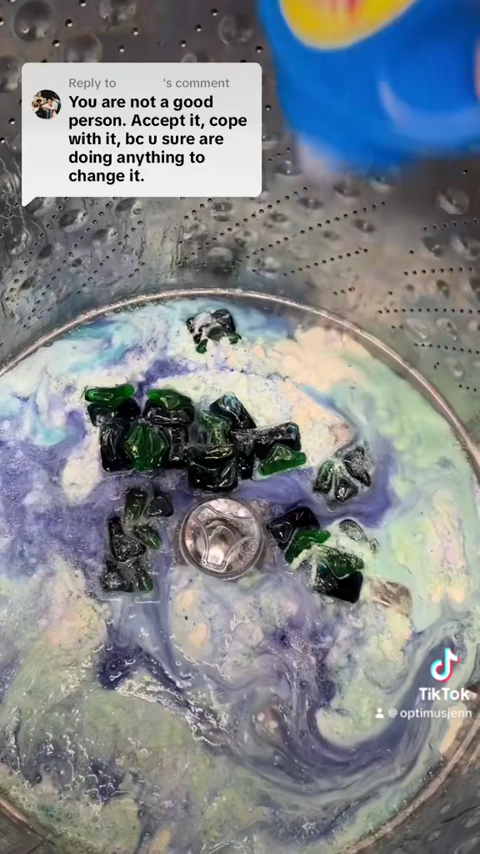 Reply to 's comment
You are not a good
person. Accept it, cope
with it, bc u sure are
doing anything to
change it.
TikTok
@optimusjenn